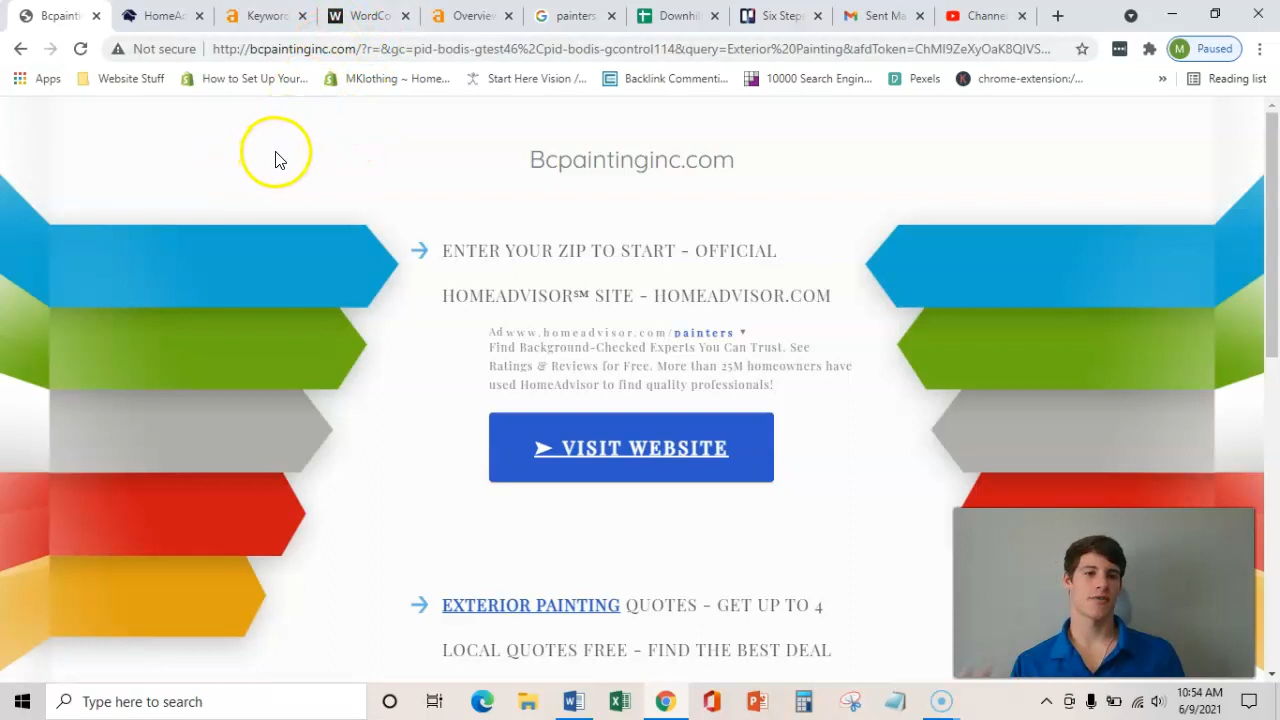 bcpaintin
HomeAc
Keyword
WordCo
Overvie
painters
Downhil
Six Step
Sent Ma
Channe
Not secure
http://bcpaintinginc.com/?r=&gc=pid-bodis-gtest46%2Cpid-bodis-gcontrol114&query=Exterior%20Painting&afdToken=ChMI9ZeXyOaK8QIVS...
M Paused
Apps
Website Stuff
How to Set Up Your...
MKlothing ~ Home...
Start Here Vision /...
Backlink Commenti...
10000 Search Engin...
Pexels
chrome-extension:/...
»
Reading list
Bcpaintinginc.com
ENTER YOUR ZIP TO START - OFFICIAL
HOMEADVISOR℠ SITE - HOMEADVISOR.COM
Ad www.homeadvisor.com/painters ▼
Find Background-Checked Experts You Can Trust. See
Ratings & Reviews for Free. More than 25M homeowners have
used HomeAdvisor to find quality professionals!
➤ VISIT WEBSITE
EXTERIOR PAINTING QUOTES - GET UP TO 4
LOCAL QUOTES FREE - FIND THE BEST DEAL
Type here to search
10:54 AM
6/9/2021